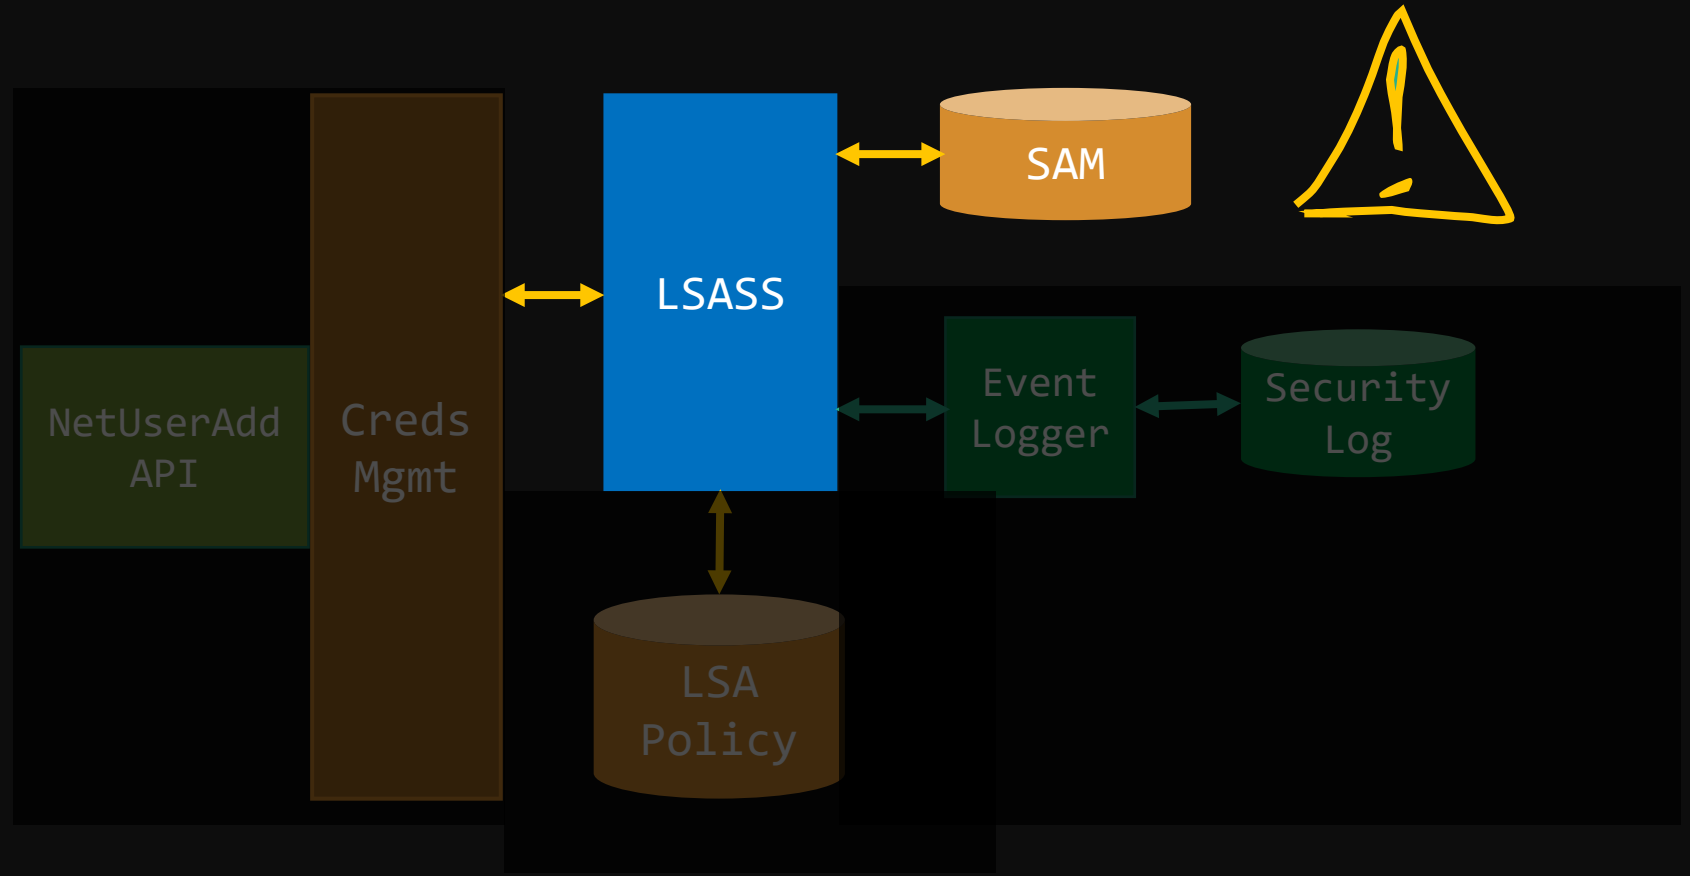 NetUserAdd
API
Creds
Mgmt
LSASS
SAM
Event
Logger
Security
Log
LSA
Policy